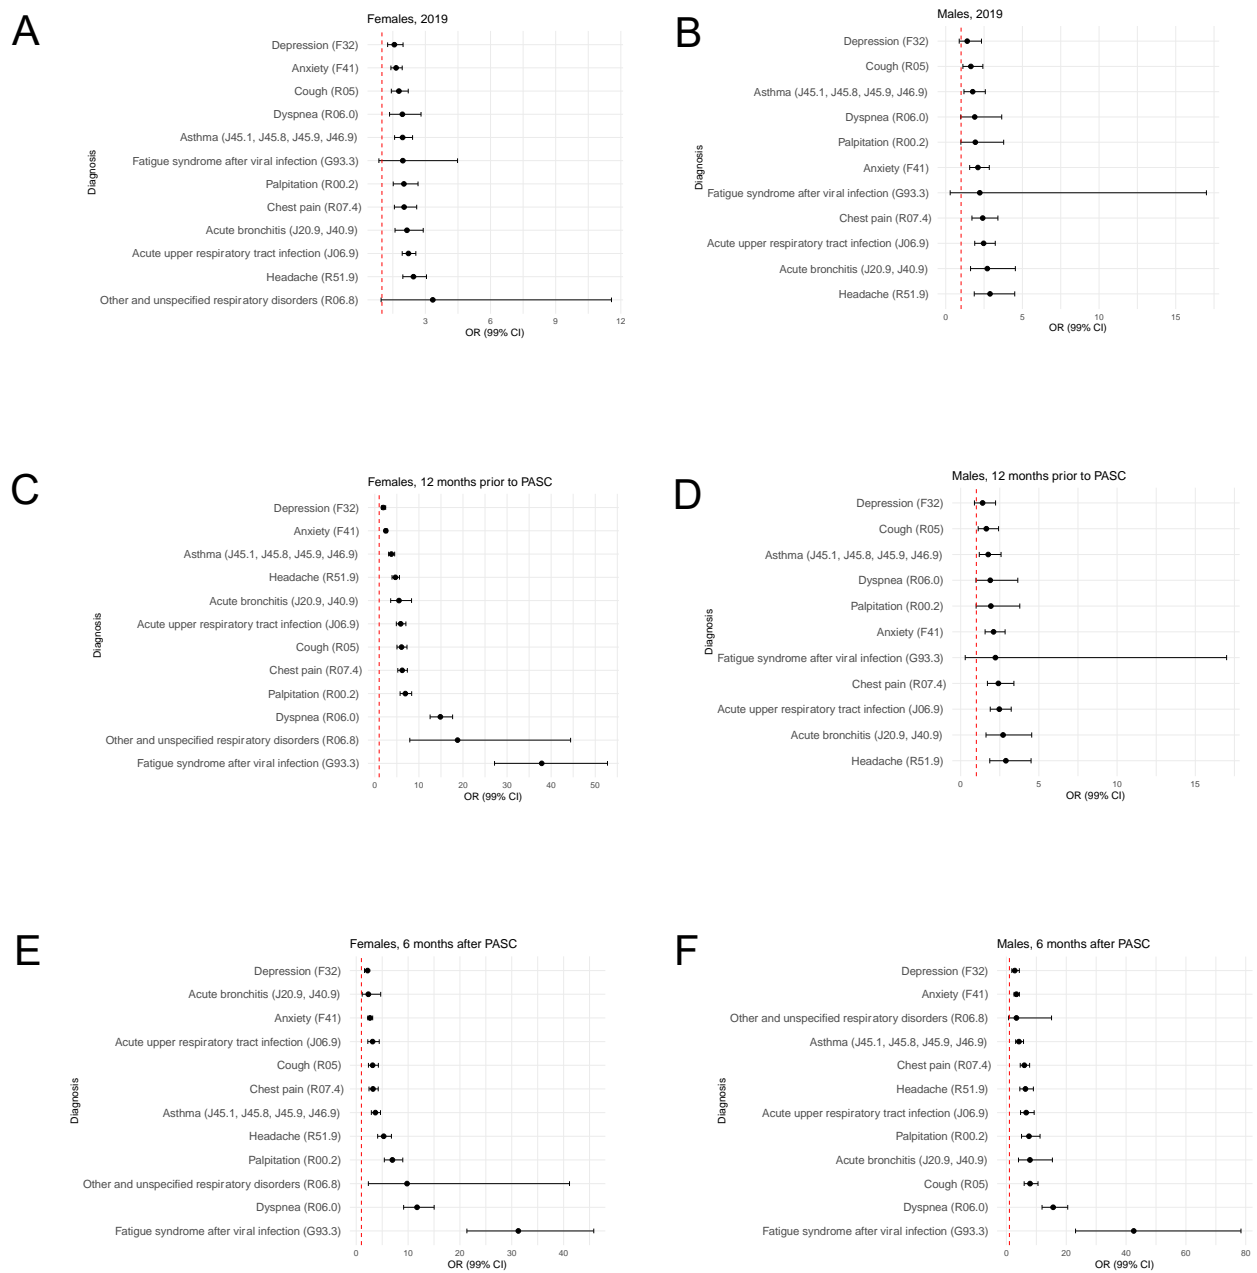 A
Females, 2019
Diagnosis
Depression (F32)
Anxiety (F41)
Cough (R05)
Dyspnea (R06.0)
Asthma (J45.1, J45.8, J45.9, J46.9)
Fatigue syndrome after viral infection (G93.3)
Palpitation (R00.2)
Chest pain (R07.4)
Acute bronchitis (J20.9, J40.9)
Acute upper respiratory tract infection (J06.9)
Headache (R51.9)
Other and unspecified respiratory disorders (R06.8)
3 6 9 12
OR (99% CI)
B
Males, 2019
Diagnosis
Depression (F32)
Cough (R05)
Asthma (J45.1, J45.8, J45.9, J46.9)
Dyspnea (R06.0)
Palpitation (R00.2)
Anxiety (F41)
Fatigue syndrome after viral infection (G93.3)
Chest pain (R07.4)
Acute upper respiratory tract infection (J06.9)
Acute bronchitis (J20.9, J40.9)
Headache (R51.9)
0 5 10 15
OR (99% CI)
C
Females, 12 months prior to PASC
Diagnosis
Depression (F32)
Anxiety (F41)
Asthma (J45.1, J45.8, J45.9, J46.9)
Headache (R51.9)
Acute bronchitis (J20.9, J40.9)
Acute upper respiratory tract infection (J06.9)
Cough (R05)
Chest pain (R07.4)
Palpitation (R00.2)
Dyspnea (R06.0)
Other and unspecified respiratory disorders (R06.8)
Fatigue syndrome after viral infection (G93.3)
0 10 20 30 40 50
OR (99% CI)
D
Males, 12 months prior to PASC
Diagnosis
Depression (F32)
Cough (R05)
Asthma (J45.1, J45.8, J45.9, J46.9)
Dyspnea (R06.0)
Palpitation (R00.2)
Anxiety (F41)
Fatigue syndrome after viral infection (G93.3)
Chest pain (R07.4)
Acute upper respiratory tract infection (J06.9)
Acute bronchitis (J20.9, J40.9)
Headache (R51.9)
0 5 10 15
OR (99% CI)
E
Females, 6 months after PASC
Diagnosis
Depression (F32)
Acute bronchitis (J20.9, J40.9)
Anxiety (F41)
Acute upper respiratory tract infection (J06.9)
Cough (R05)
Chest pain (R07.4)
Asthma (J45.1, J45.8, J45.9, J46.9)
Headache (R51.9)
Palpitation (R00.2)
Other and unspecified respiratory disorders (R06.8)
Dyspnea (R06.0)
Fatigue syndrome after viral infection (G93.3)
0 10 20 30 40
OR (99% CI)
F
Males, 6 months after PASC
Diagnosis
Depression (F32)
Anxiety (F41)
Other and unspecified respiratory disorders (R06.8)
Asthma (J45.1, J45.8, J45.9, J46.9)
Chest pain (R07.4)
Headache (R51.9)
Acute upper respiratory tract infection (J06.9)
Palpitation (R00.2)
Acute bronchitis (J20.9, J40.9)
Cough (R05)
Dyspnea (R06.0)
Fatigue syndrome after viral infection (G93.3)
0 20 40 60 80
OR (99% CI)